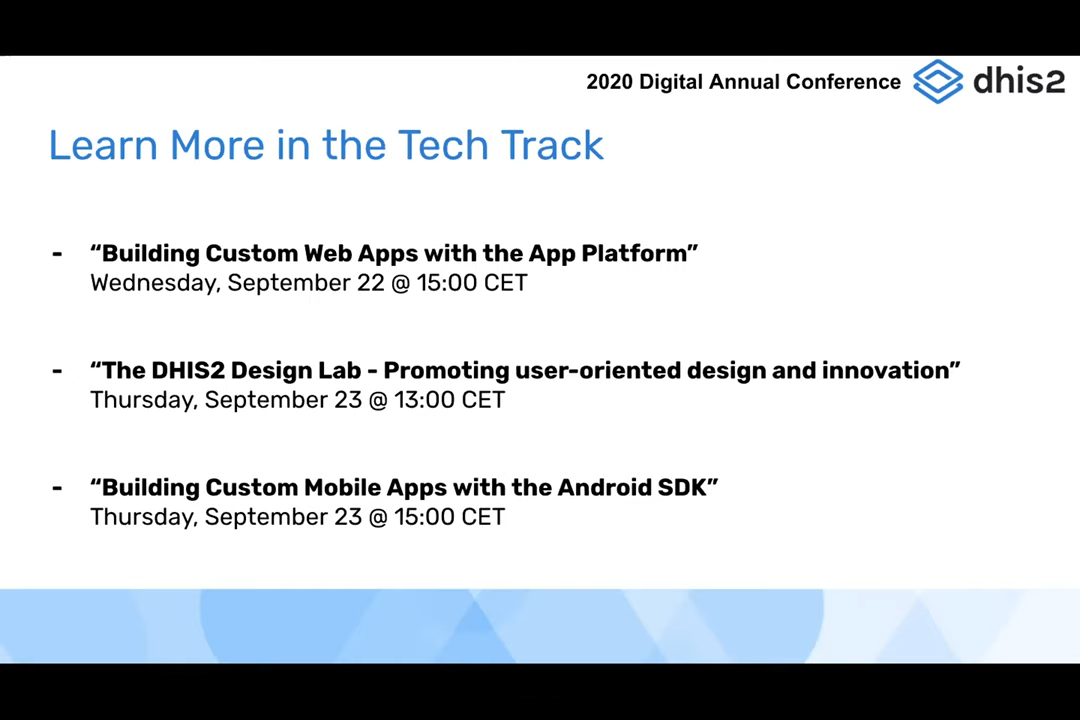 2020 Digital Annual Conference dhis2
Learn More in the Tech Track
- “Building Custom Web Apps with the App Platform”
Wednesday, September 22 @ 15:00 CET
- “The DHIS2 Design Lab - Promoting user-oriented design and innovation”
Thursday, September 23 @ 13:00 CET
- “Building Custom Mobile Apps with the Android SDK”
Thursday, September 23 @ 15:00 CET